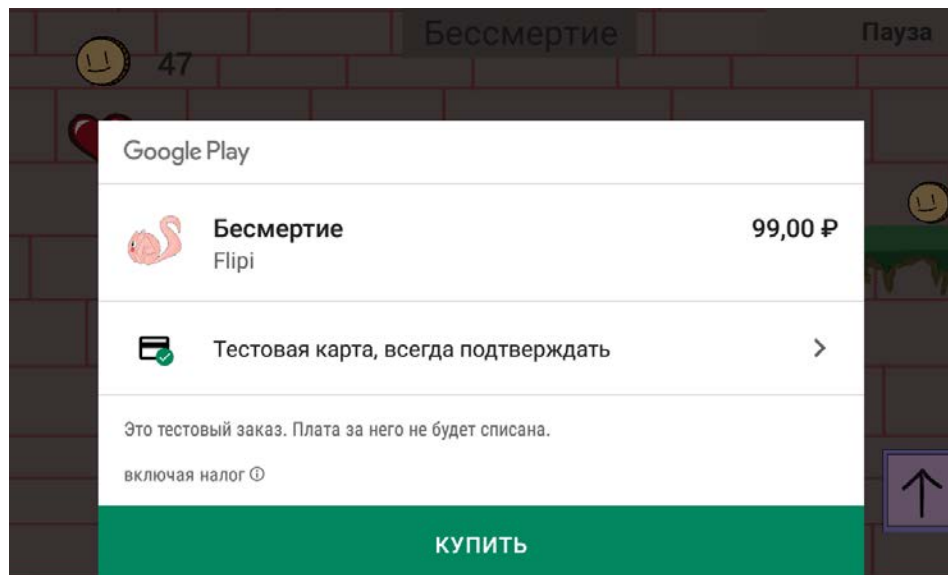 Бессмертие
Пауза
47
Google Play
Бесмертие
99,00 ₽
Flipi
Тестовая карта, всегда подтверждать
Это тестовый заказ. Плата за него не будет списана.
включая налог
КУПИТЬ